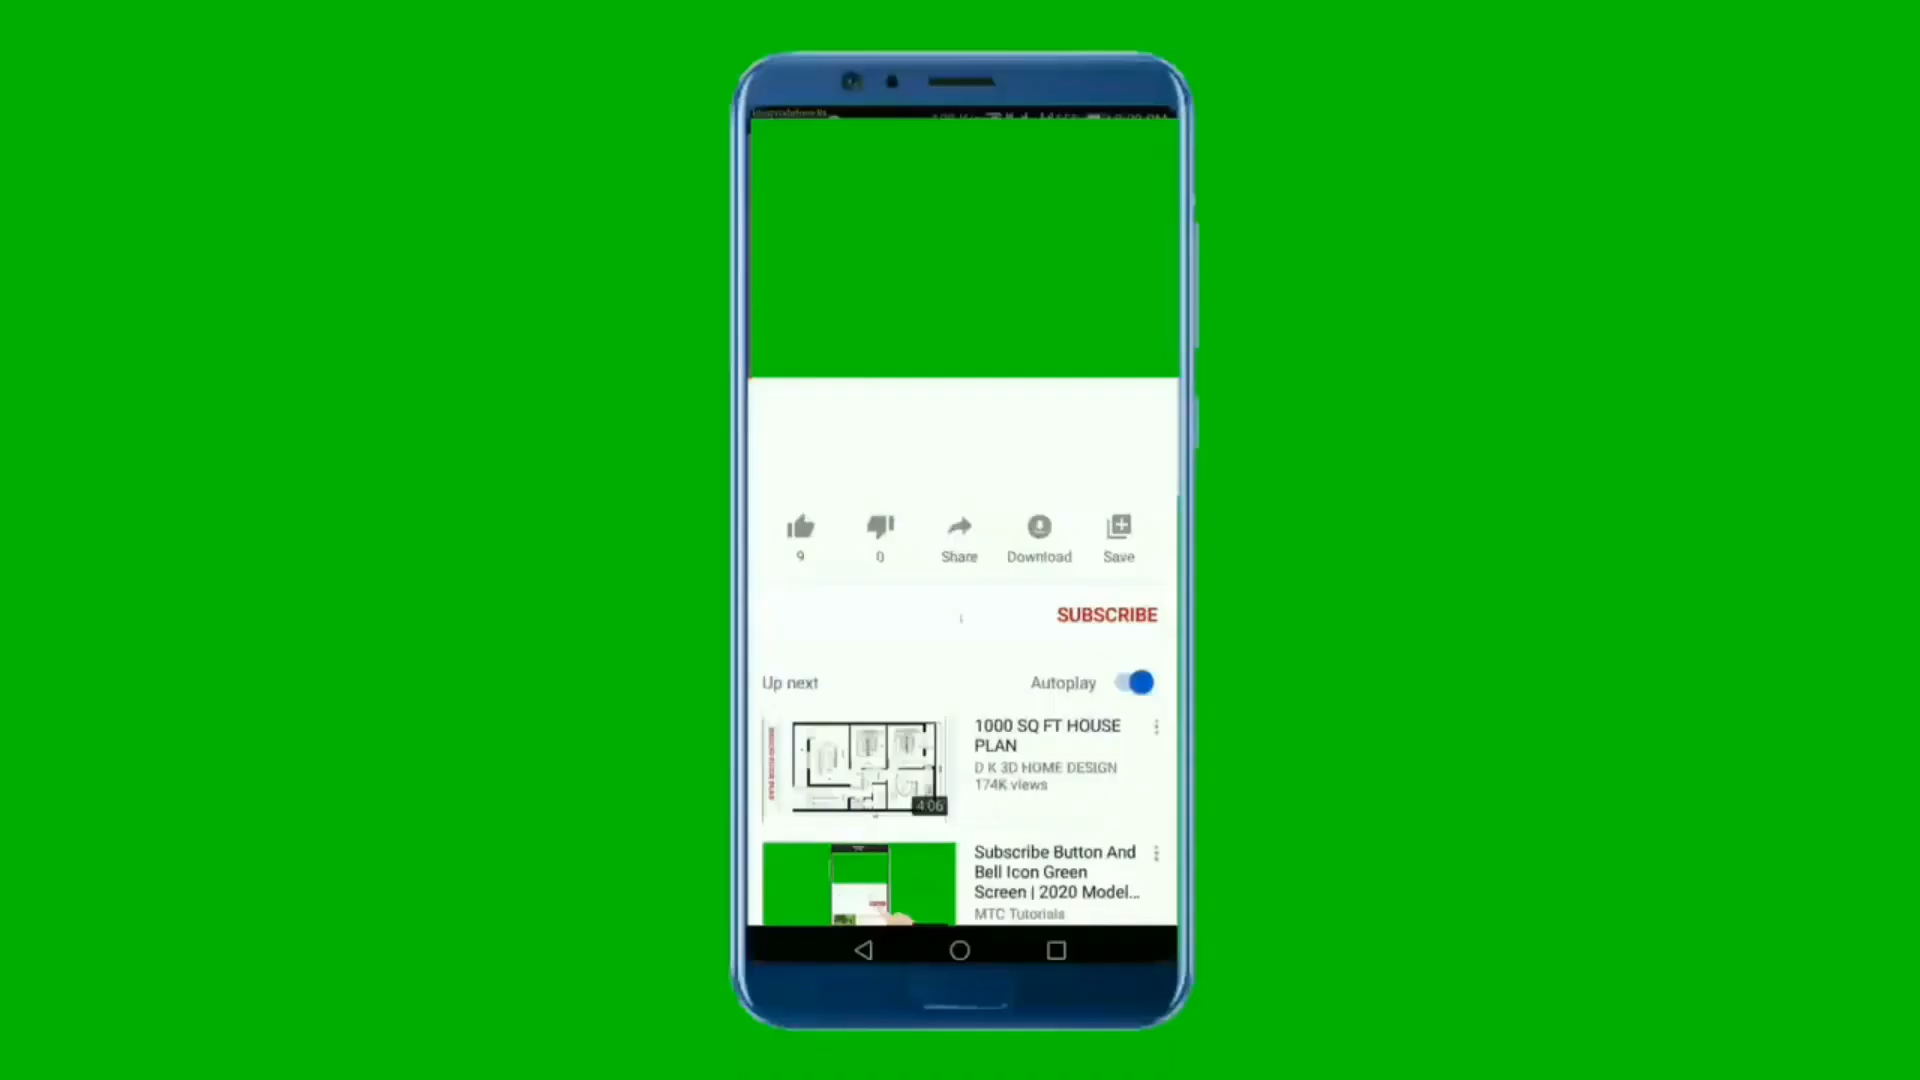 9
0
Share
Download
Save
SUBSCRIBE
Up next
Autoplay
1000 SQ FT HOUSE
PLAN
D K 3D HOME DESIGN
174K views
4:06
Subscribe Button And
Bell Icon Green
Screen | 2020 Model...
MTC Tutorials